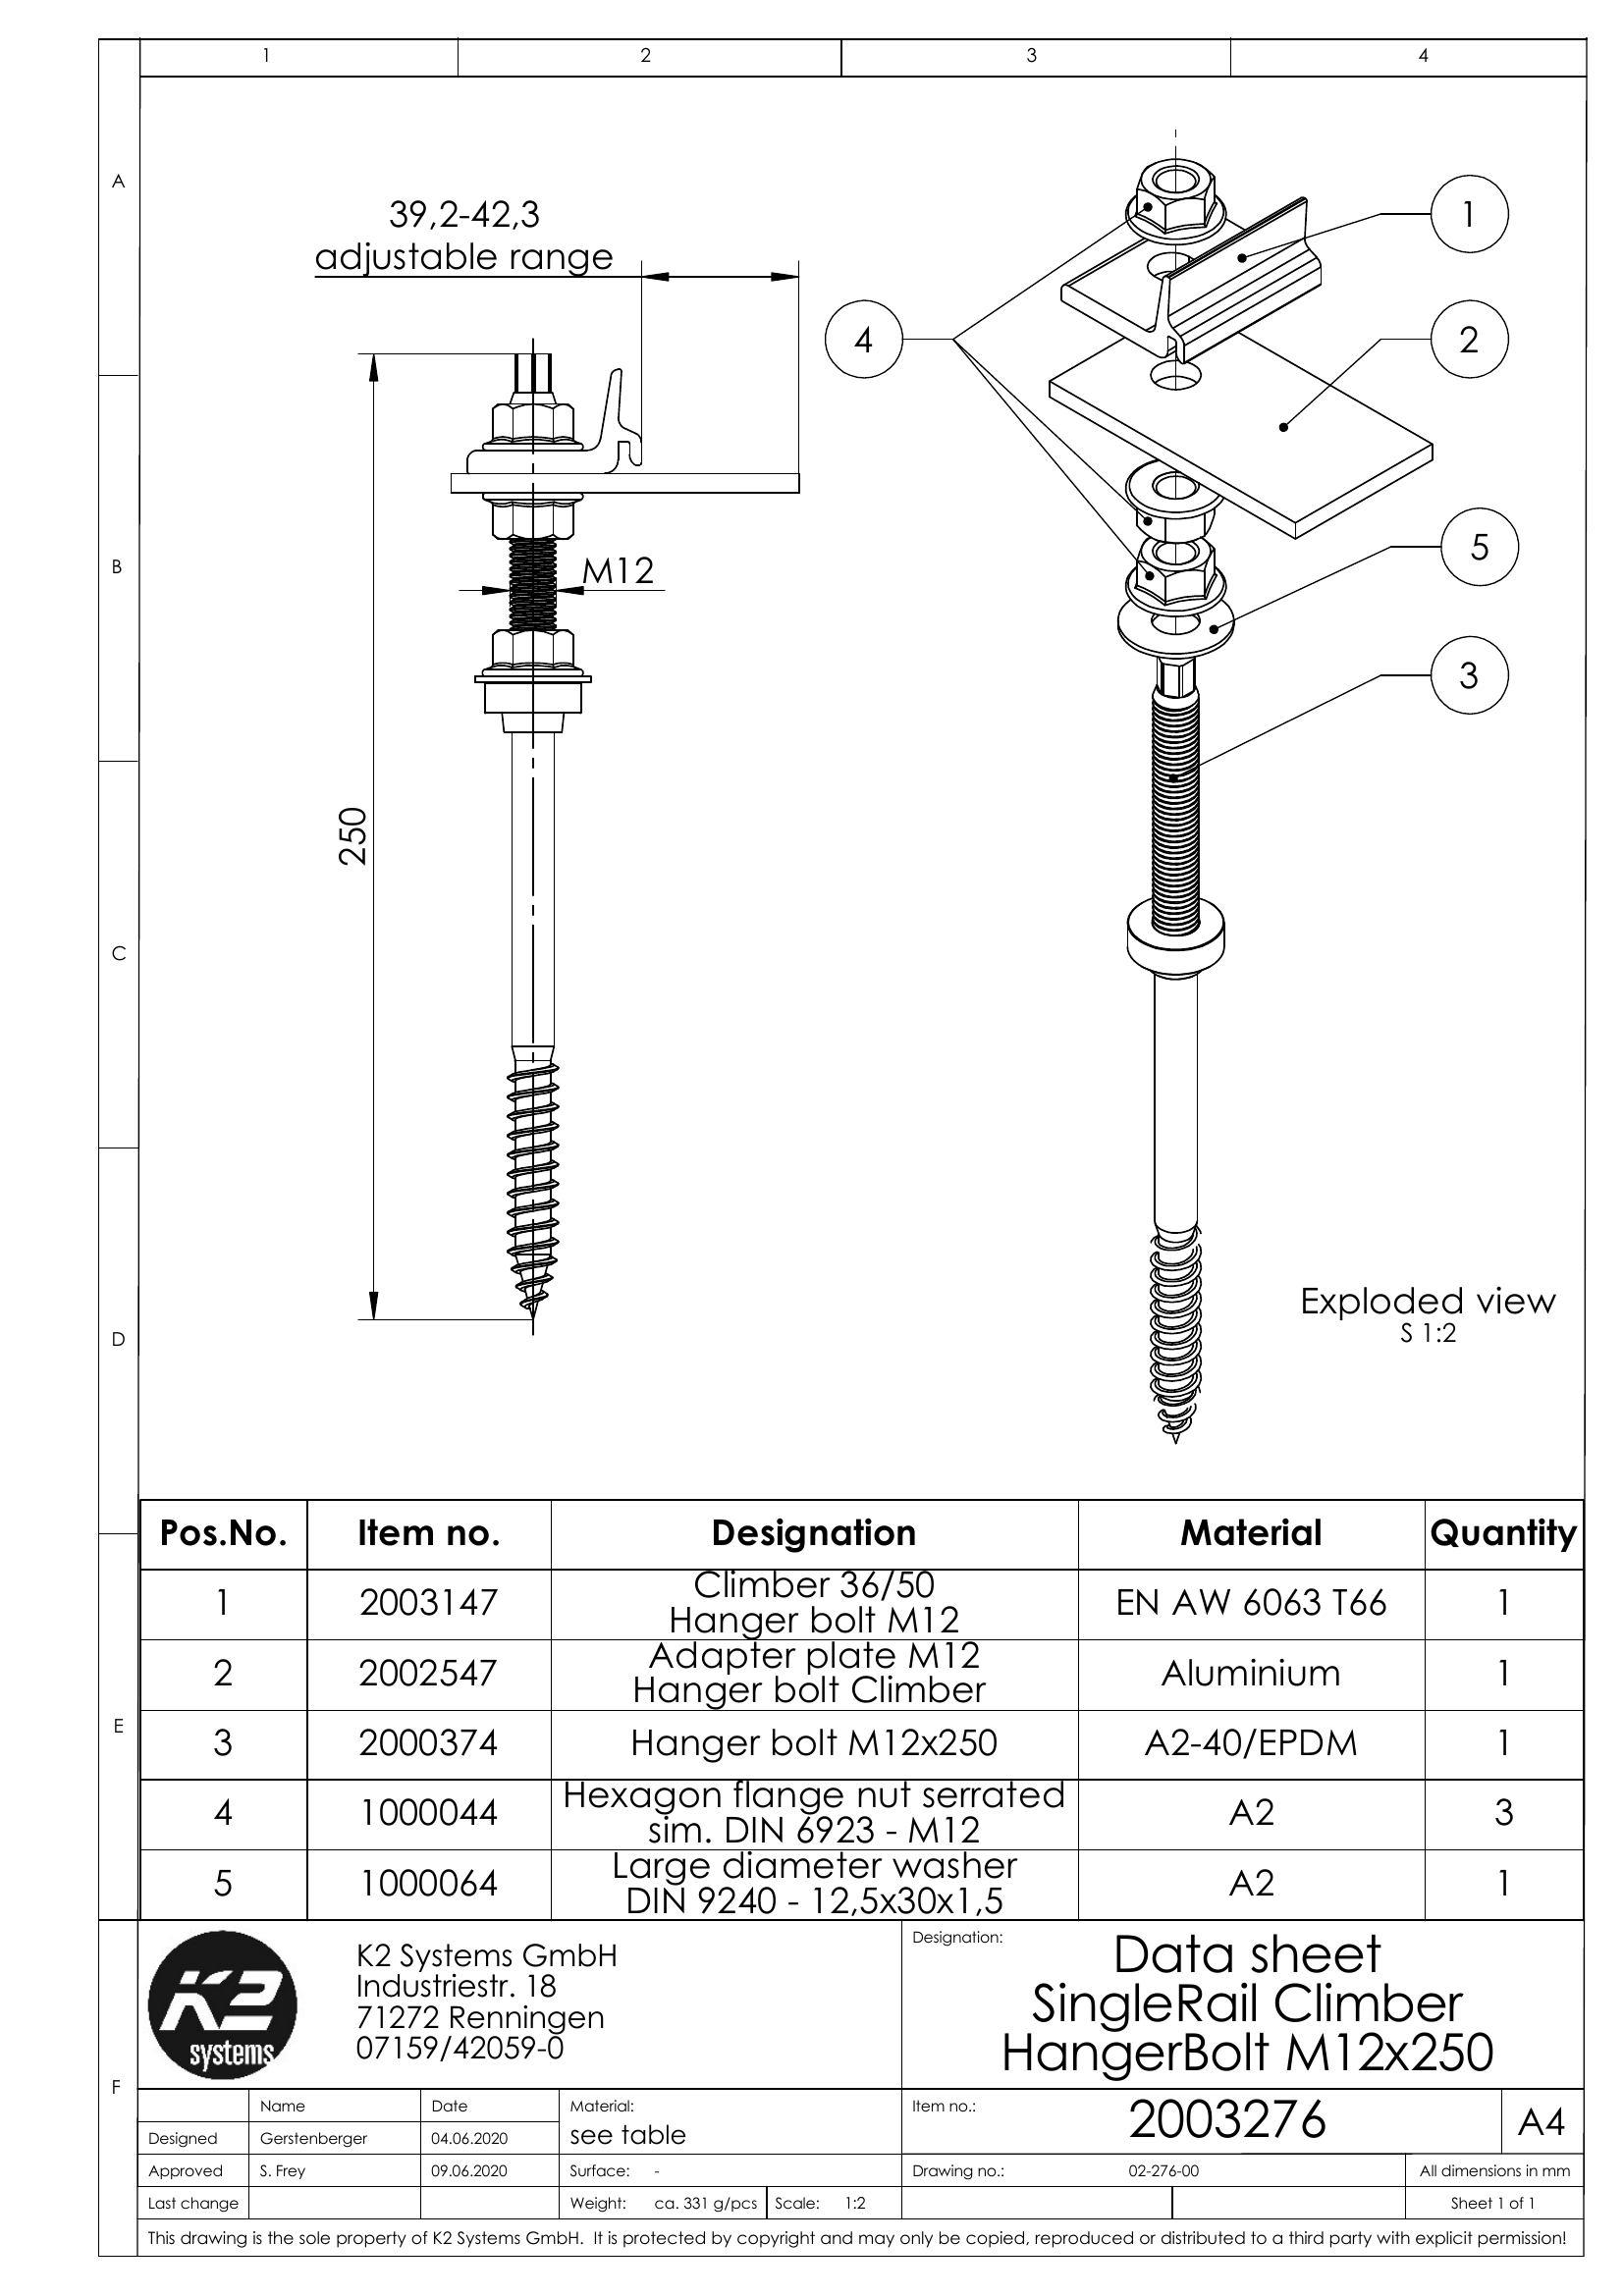 1 2 3 4
A
B
C
D
E
F
39,2-42,3
adjustable range
250
M12
1
2
4
5
3
Exploded view
S 1:2
Pos.No. Item no. Designation Material Quantity
1 2003147 Climber 36/50
Hanger bolt M12 EN AW 6063 T66 1
2 2002547 Adapter plate M12
Hanger bolt Climber Aluminium 1
3 2000374 Hanger bolt M12x250 A2-40/EPDM 1
4 1000044 Hexagon flange nut serrated
sim. DIN 6923 - M12 A2 3
5 1000064 Large diameter washer
DIN 9240 - 12,5x30x1,5 A2 1
K2
systems
K2 Systems GmbH
Industriestr. 18
71272 Renningen
07159/42059-0
Designation:
Data sheet
SingleRail Climber
HangerBolt M12x250
Name Date Material:
see table
Item no.: 2003276 A4
Designed Gerstenberger 04.06.2020
Approved S. Frey 09.06.2020 Surface: - Drawing no.: 02-276-00 All dimensions in mm
Last change Weight: ca. 331 g/pcs Scale: 1:2 Sheet 1 of 1
This drawing is the sole property of K2 Systems GmbH. It is protected by copyright and may only be copied, reproduced or distributed to a third party with explicit permission!